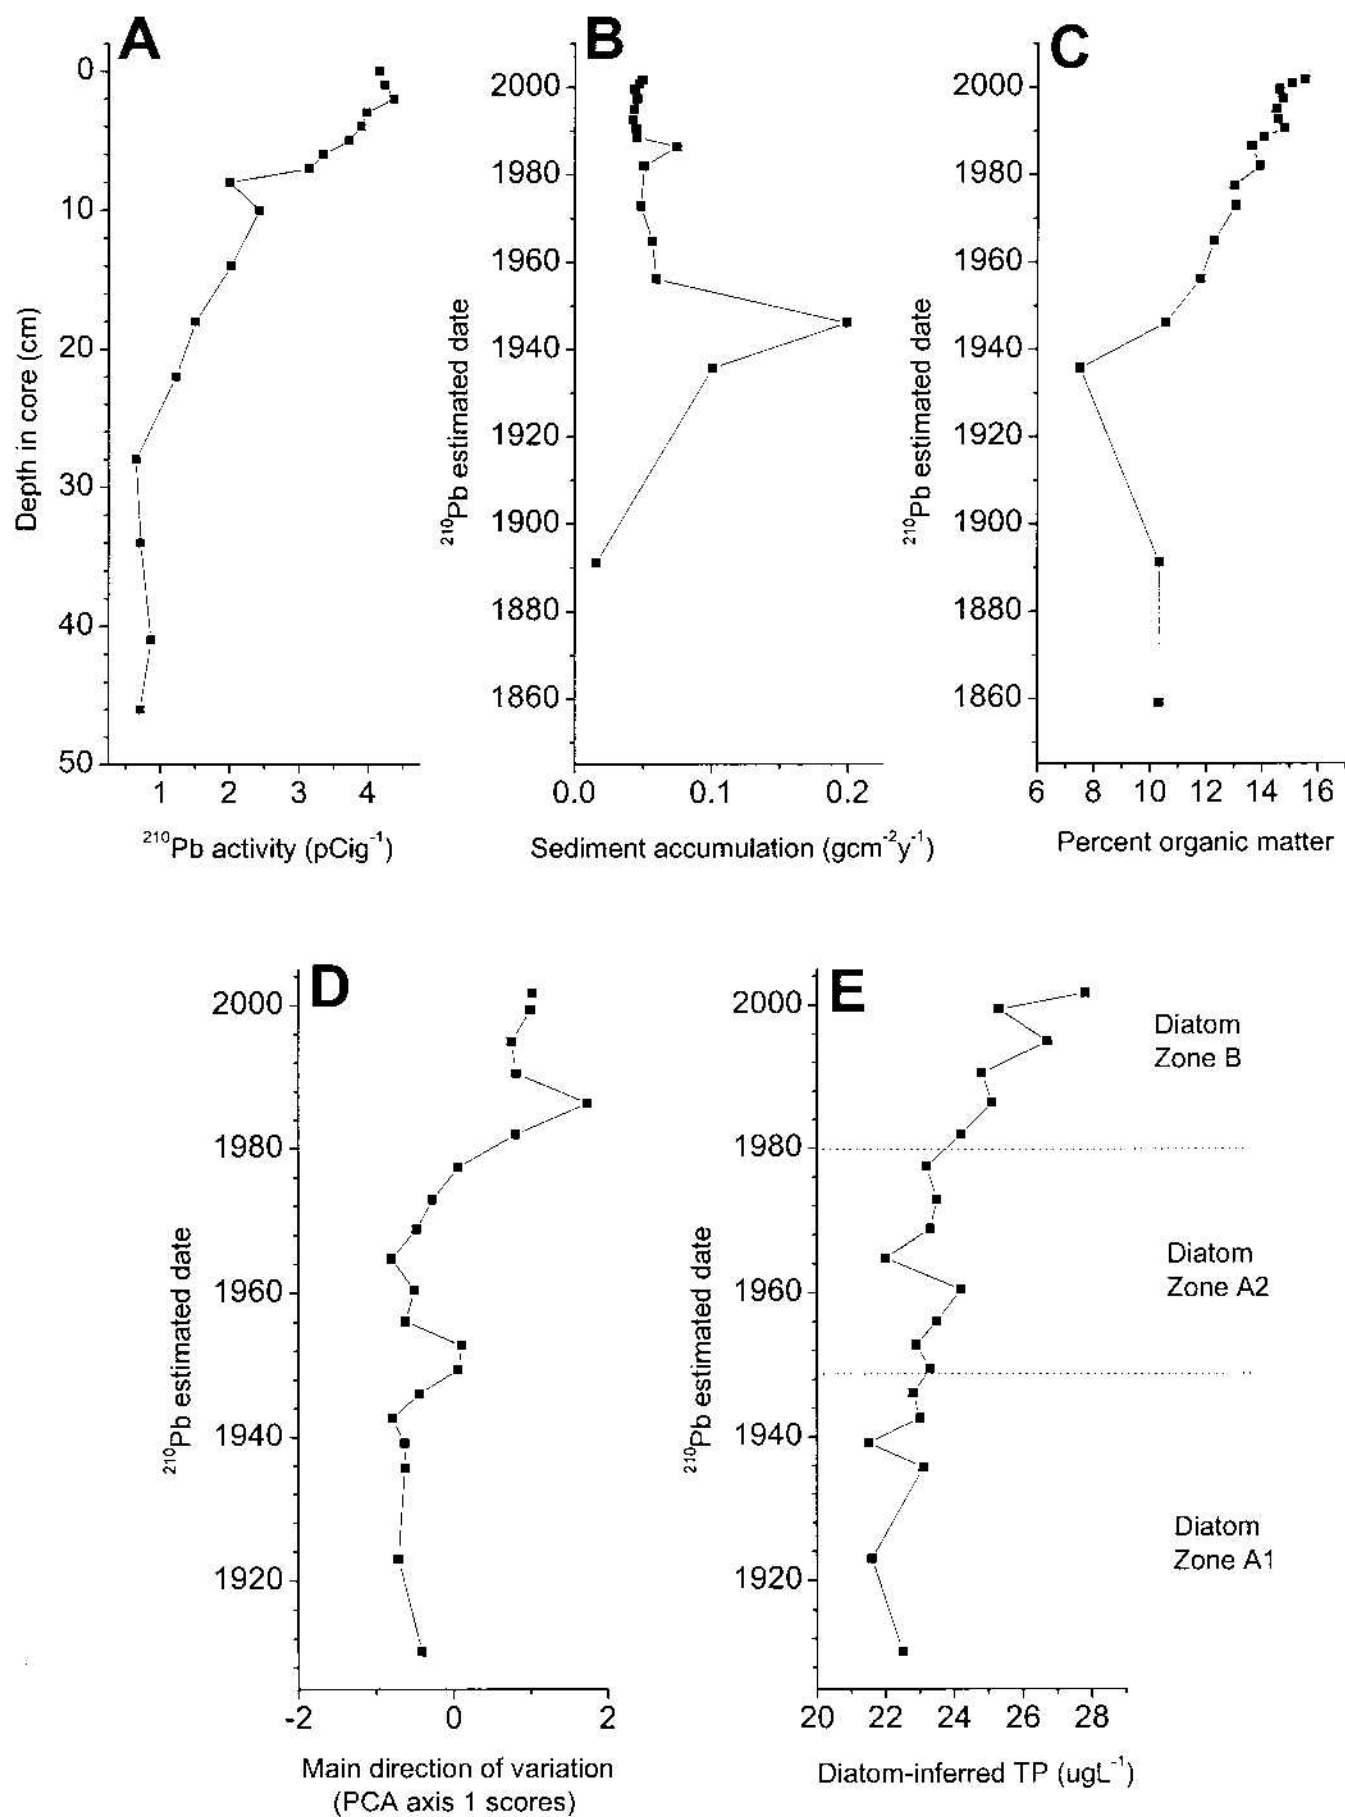 A
0
10
20
30
40
50
Depth in core (cm)
1 2 3 4
²¹⁰Pb activity (pCig⁻¹)
B
2000
1980
1960
1940
1920
1900
1880
1860
²¹⁰Pb estimated date
0.0 0.1 0.2
Sediment accumulation (gcm⁻²y⁻¹)
C
2000
1980
1960
1940
1920
1900
1880
1860
²¹⁰Pb estimated date
6 8 10 12 14 16
Percent organic matter
D
2000
1980
1960
1940
1920
²¹⁰Pb estimated date
-2 0 2
Main direction of variation
(PCA axis 1 scores)
E
2000
1980
1960
1940
1920
²¹⁰Pb estimated date
Diatom
Zone B
Diatom
Zone A2
Diatom
Zone A1
20 22 24 26 28
Diatom-inferred TP (ugL⁻¹)